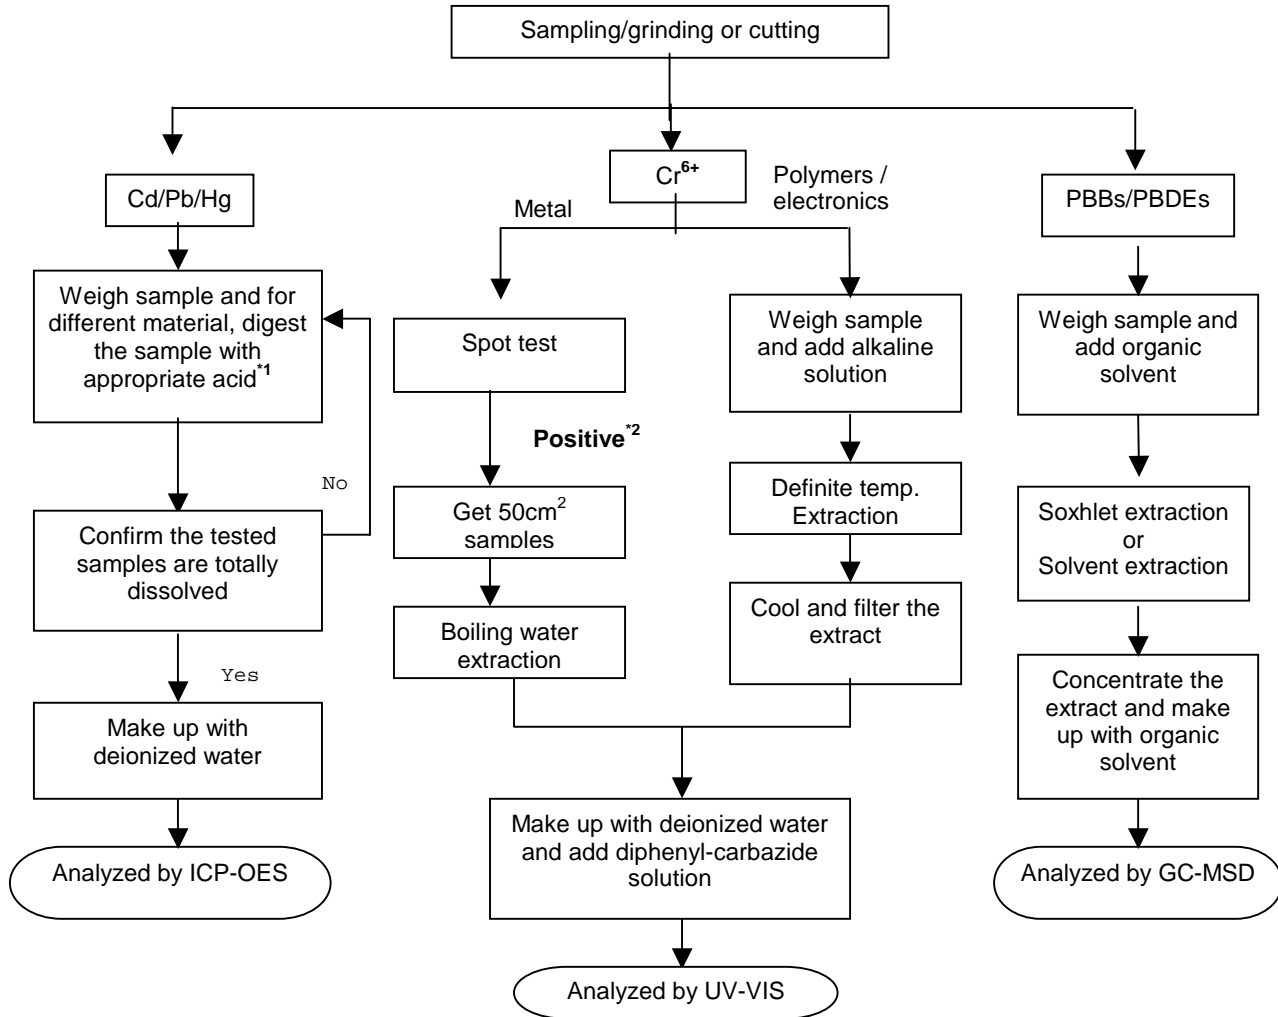 Sampling/grinding or cutting
Cd/Pb/Hg
Weigh sample and for
different material, digest
the sample with
appropriate acid*1
No
Confirm the tested
samples are totally
dissolved
Yes
Make up with
deionized water
Analyzed by ICP-OES
Cr6+
Metal
Polymers /
electronics
Spot test
Positive*2
Get 50cm2
samples
Boiling water
extraction
Weigh sample
and add alkaline
solution
Definite temp.
Extraction
Cool and filter the
extract
Make up with deionized water
and add diphenyl-carbazide
solution
Analyzed by UV-VIS
PBBs/PBDEs
Weigh sample and
add organic
solvent
Soxhlet extraction
or
Solvent extraction
Concentrate the
extract and make
up with organic
solvent
Analyzed by GC-MSD